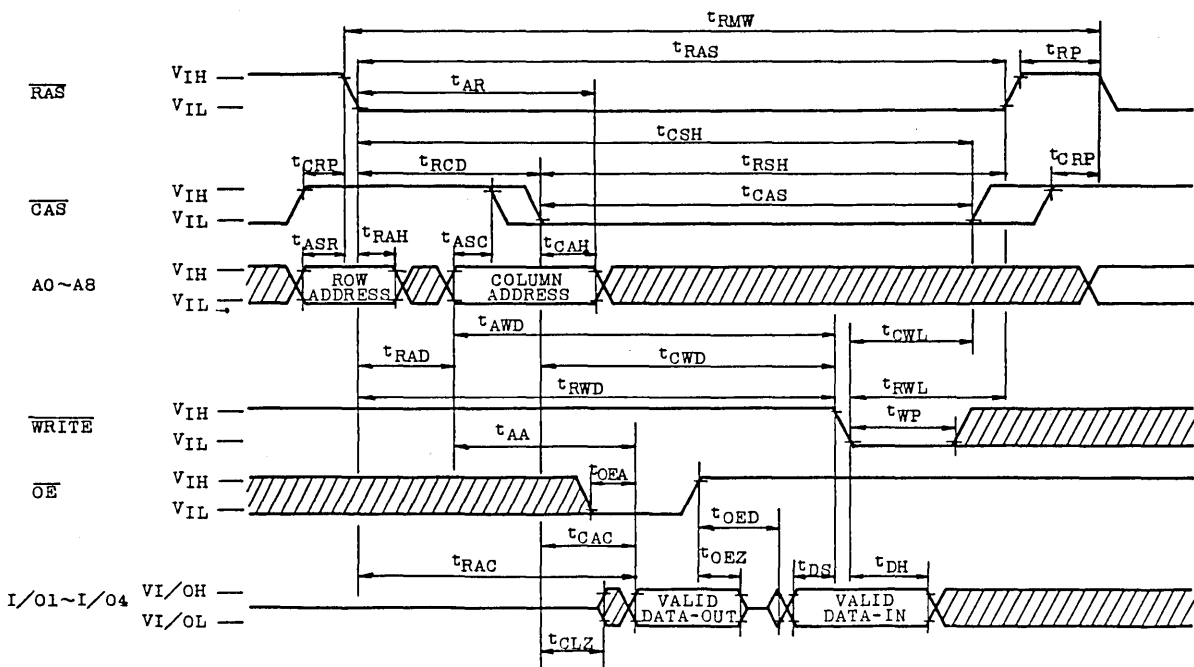 tRMW
tRAS
tRP
RAS
VIH
VIL
tAR
tCSH
tCRP
tRCD
tRSH
tCRP
CAS
VIH
VIL
tCAS
tASR
tRAH
tASC
tCAH
A0~A8
VIH
VIL
ROW
ADDRESS
COLUMN
ADDRESS
tAWD
tCWL
tRAD
tCWD
tRWD
tRWL
WRITE
VIH
VIL
tWP
tAA
OE
VIH
VIL
tOEA
tOED
tCAC
tOEZ
tRAC
tDS
tDH
I/O1~I/O4
VI/OH
VI/OL
VALID
DATA-OUT
VALID
DATA-IN
tCLZ